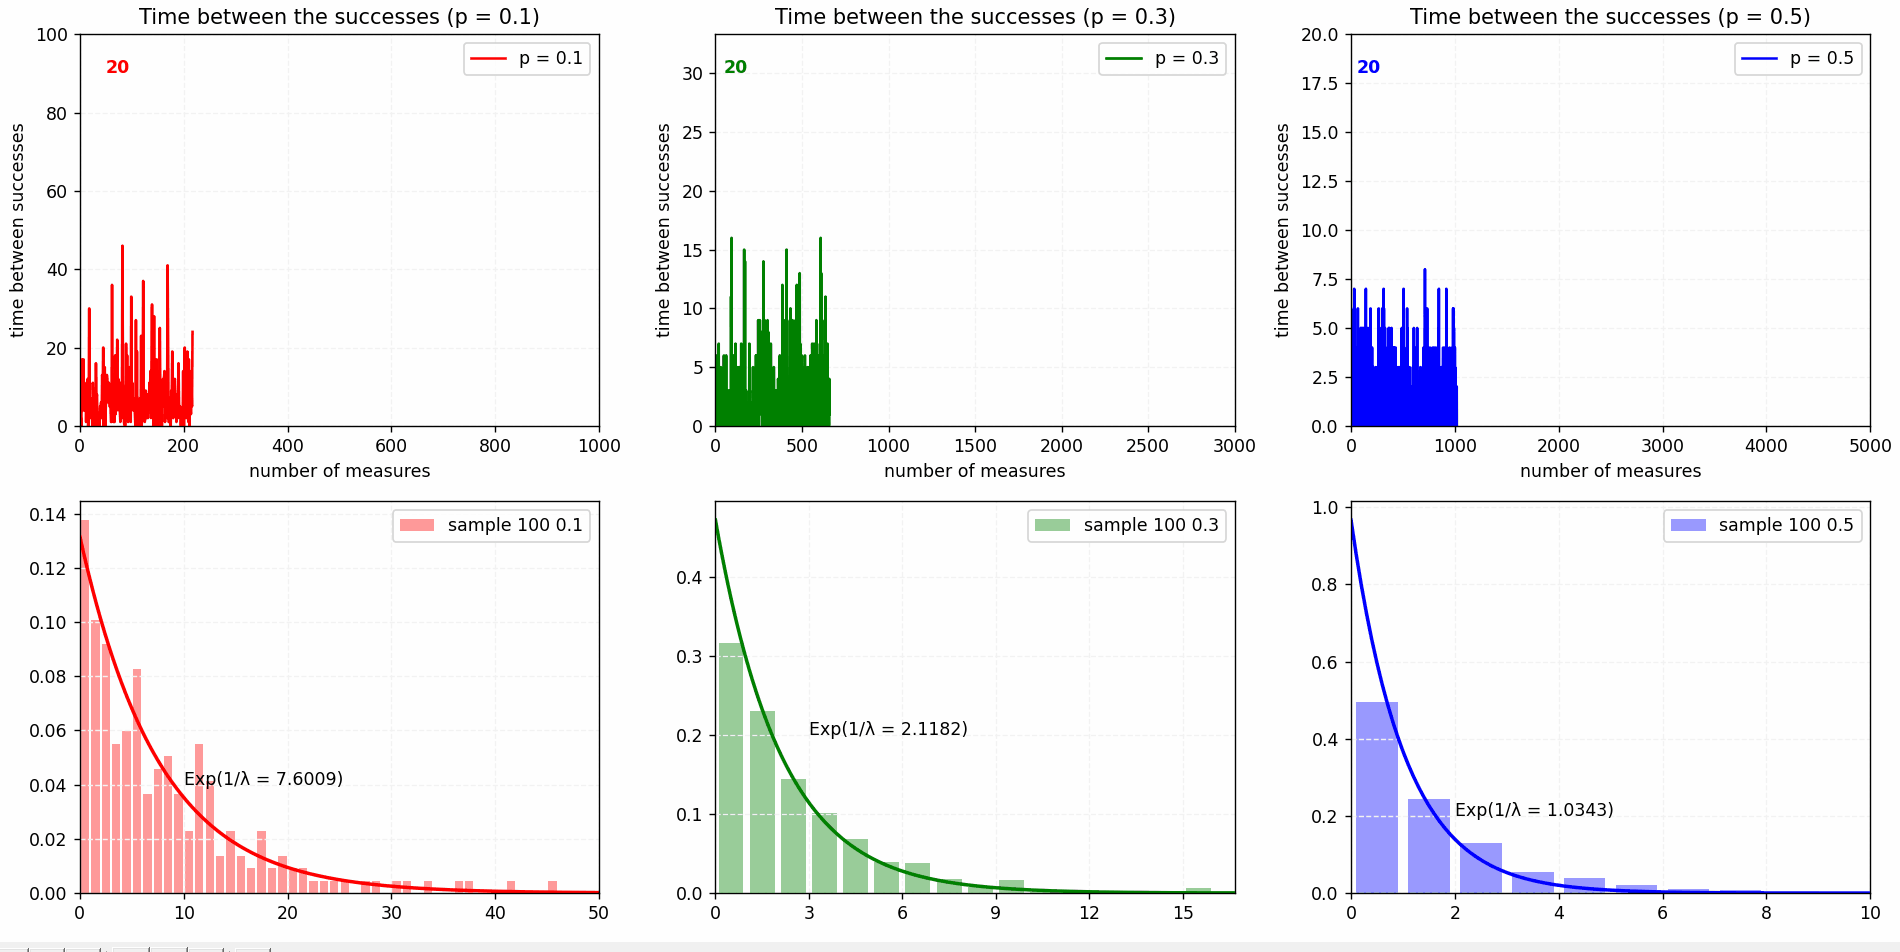 Time between the successes (p = 0.1)
100
80
60
40
20
0
time between successes
20
p = 0.1
0 200 400 600 800 1000
number of measures
Time between the successes (p = 0.3)
30
25
20
15
10
5
0
time between successes
20
p = 0.3
0 500 1000 1500 2000 2500 3000
number of measures
Time between the successes (p = 0.5)
20.0
17.5
15.0
12.5
10.0
7.5
5.0
2.5
0.0
time between successes
20
p = 0.5
0 1000 2000 3000 4000 5000
number of measures
0.14
0.12
0.10
0.08
0.06
0.04
0.02
0.00
sample 100 0.1
Exp(1/λ = 7.6009)
0 10 20 30 40 50
0.4
0.3
0.2
0.1
0.0
sample 100 0.3
Exp(1/λ = 2.1182)
0 3 6 9 12 15
1.0
0.8
0.6
0.4
0.2
0.0
sample 100 0.5
Exp(1/λ = 1.0343)
0 2 4 6 8 10